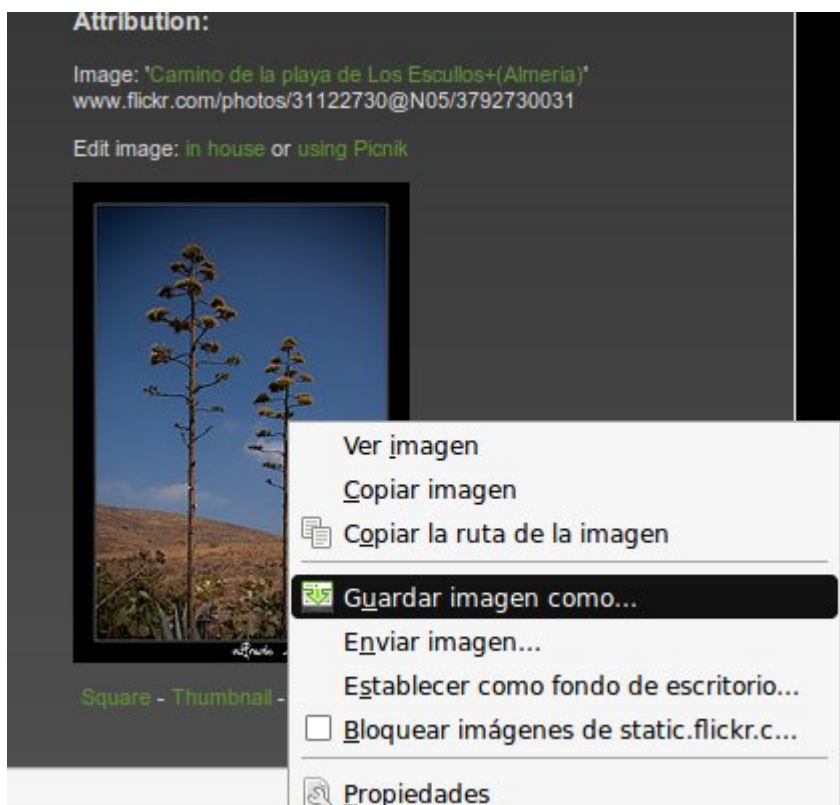 Attribution:
Image: 'Camino de la playa de Los Escullos+(Almeria)'
www.flickr.com/photos/31122730@N05/3792730031
Edit image: in house or using Picnik
Square - Thumbnail -
Ver imagen
Copiar imagen
Copiar la ruta de la imagen
Guardar imagen como...
Enviar imagen...
Establecer como fondo de escritorio...
Bloquear imágenes de static.flickr.c...
Propiedades